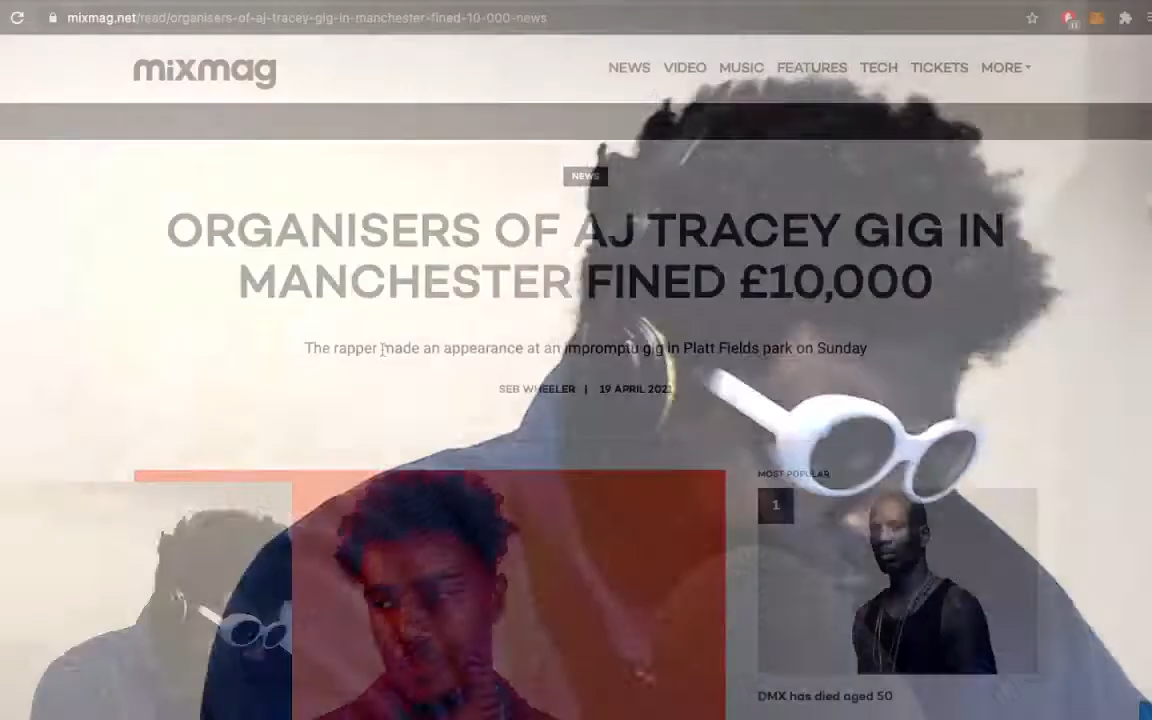 mixmag.net/read/organisers-of-aj-tracey-gig-in-manchester-fined-10-000-news
mixmag
NEWS VIDEO MUSIC FEATURES TECH TICKETS MORE
NEWS
ORGANISERS OF AJ TRACEY GIG IN
MANCHESTER FINED £10,000
The rapper made an appearance at an impromptu gig in Platt Fields park on Sunday
SEB WHEELER | 19 APRIL 2021
MOST POPULAR
1
DMX has died aged 50